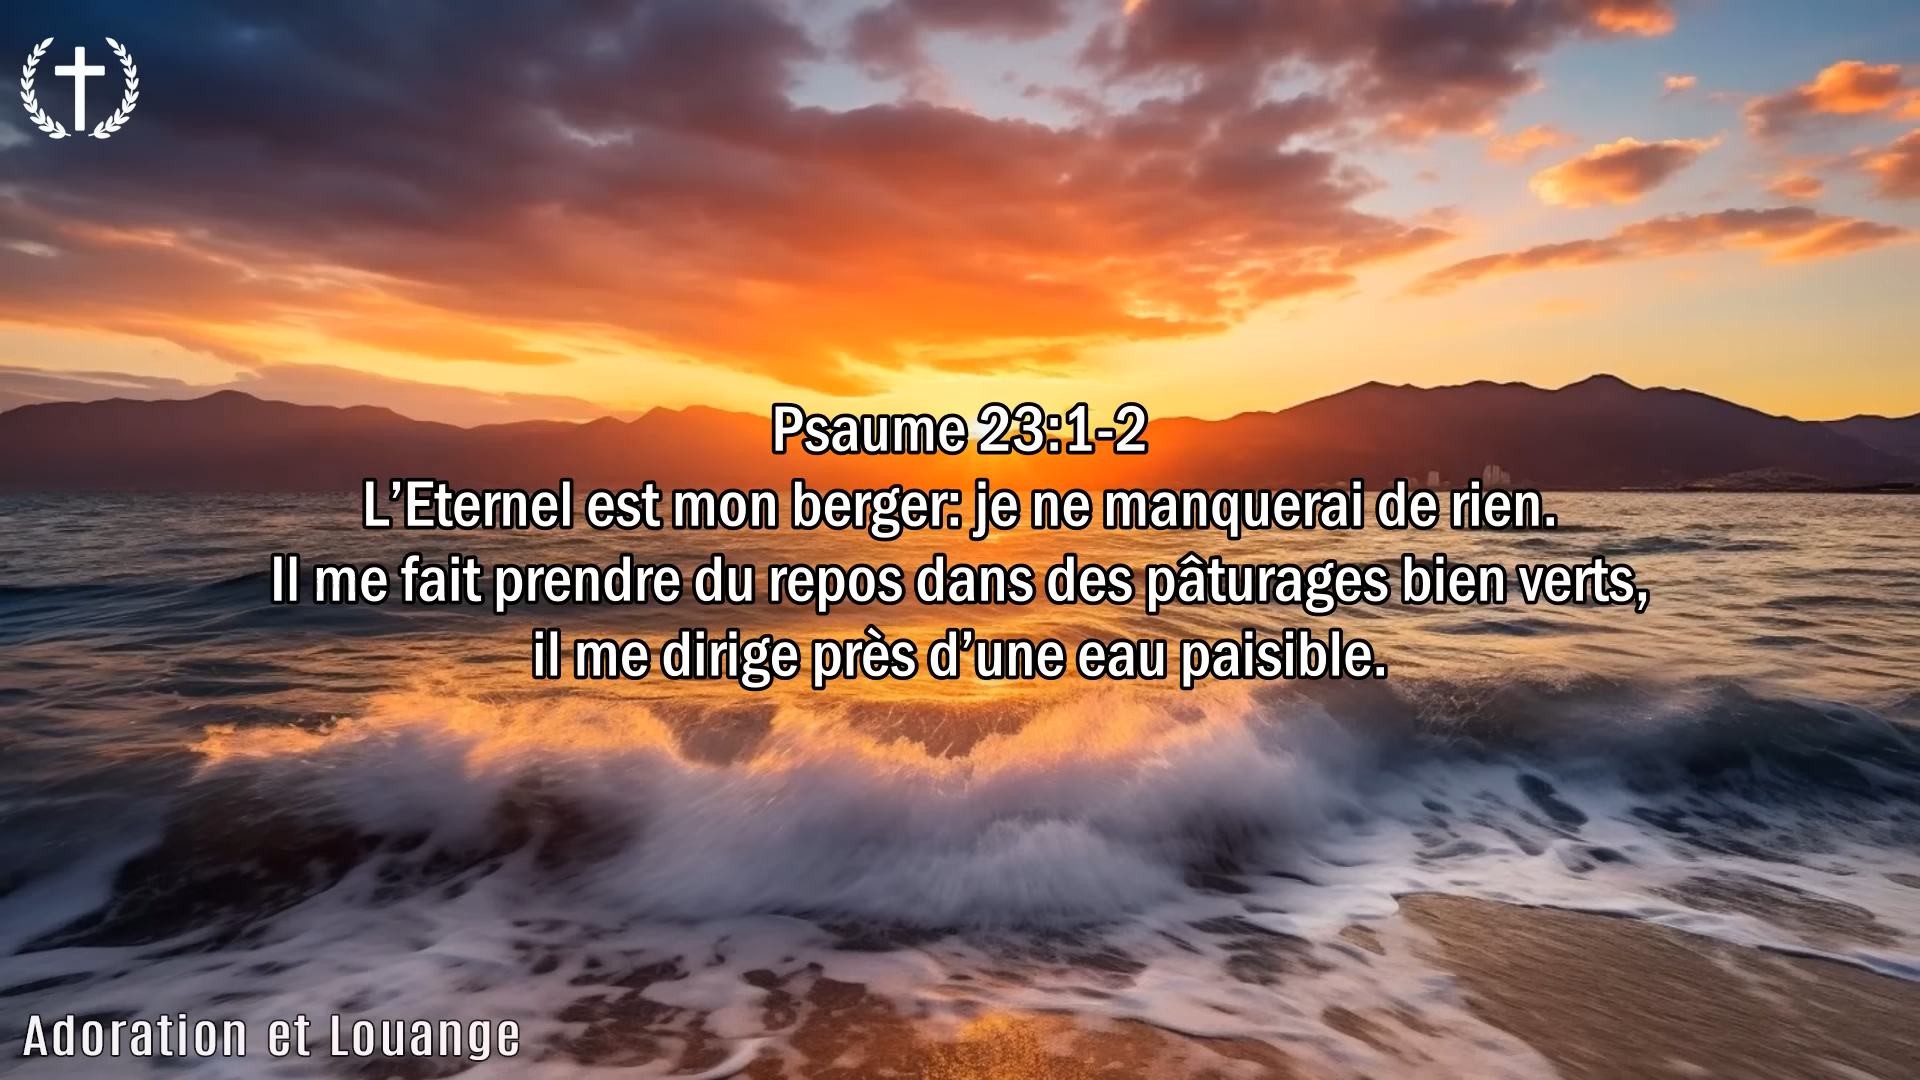 Psaume 23:1-2
L’Eternel est mon berger: je ne manquerai de rien.
Il me fait prendre du repos dans des pâturages bien verts,
il me dirige près d’une eau paisible.
Adoration et Louange